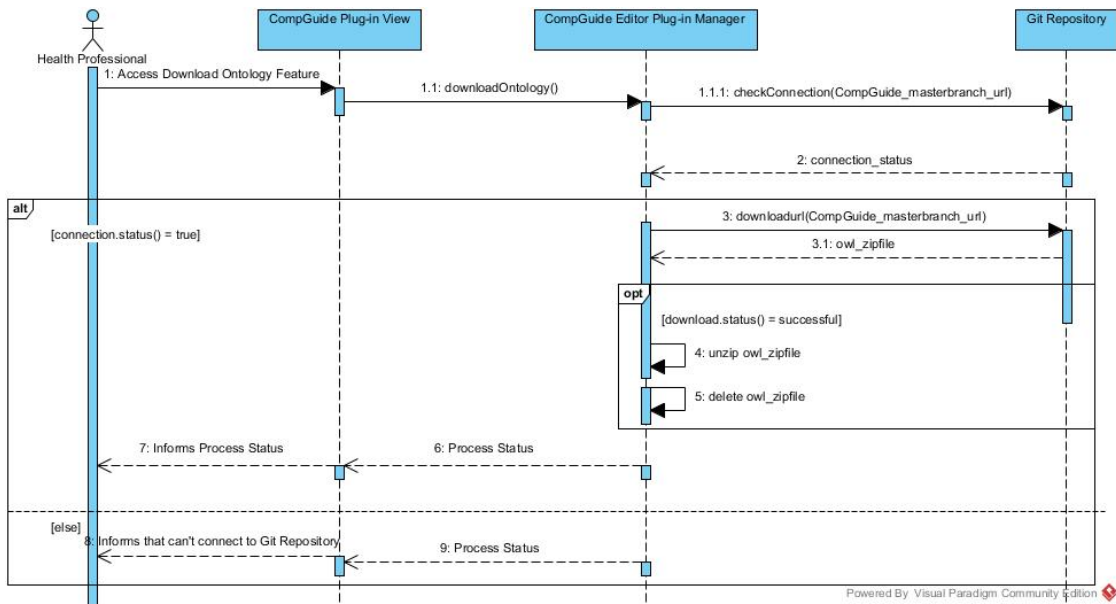 CompGuide Plug-in View
CompGuide Editor Plug-in Manager
Git Repository
Health Professional
1: Access Download Ontology Feature
1.1: downloadOntology()
1.1.1: checkConnection(CompGuide_masterbranch_url)
2: connection_status
alt
[connection.status() = true]
3: downloadurl(CompGuide_masterbranch_url)
3.1: owl_zipfile
opt
[download.status() = successful]
4: unzip owl_zipfile
5: delete owl_zipfile
7: Informs Process Status
6: Process Status
[else]
8: Informs that can't connect to Git Repository
9: Process Status
Powered By Visual Paradigm Community Edition